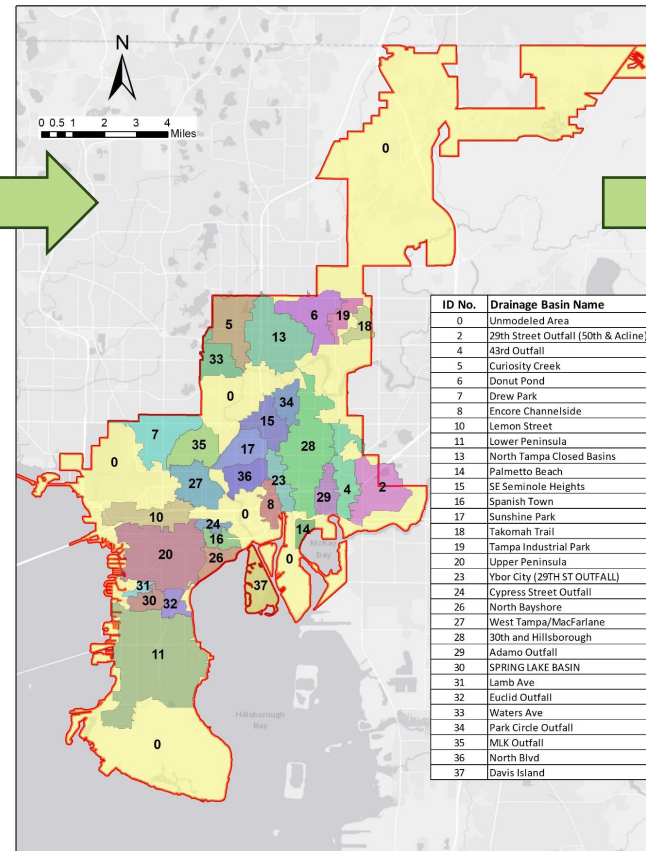 N
0 0.5 1 2 3 4
Miles
0
5
6
19
18
13
33
0
34
15
7
35
28
17
0
27
36
23
2
4
29
8
10
24
0
14
16
McKay
Bay
20
26
0
37
31
30
32
11
Hillsborough
Bay
0
ID No. Drainage Basin Name
0 Unmodeled Area
2 29th Street Outfall (50th & Acline)
4 43rd Outfall
5 Curiosity Creek
6 Donut Pond
7 Drew Park
8 Encore Channelside
10 Lemon Street
11 Lower Peninsula
13 North Tampa Closed Basins
14 Palmetto Beach
15 SE Seminole Heights
16 Spanish Town
17 Sunshine Park
18 Takomah Trail
19 Tampa Industrial Park
20 Upper Peninsula
23 Ybor City (29TH ST OUTFALL)
24 Cypress Street Outfall
26 North Bayshore
27 West Tampa/MacFarlane
28 30th and Hillsborough
29 Adamo Outfall
30 SPRING LAKE BASIN
31 Lamb Ave
32 Euclid Outfall
33 Waters Ave
34 Park Circle Outfall
35 MLK Outfall
36 North Blvd
37 Davis Island